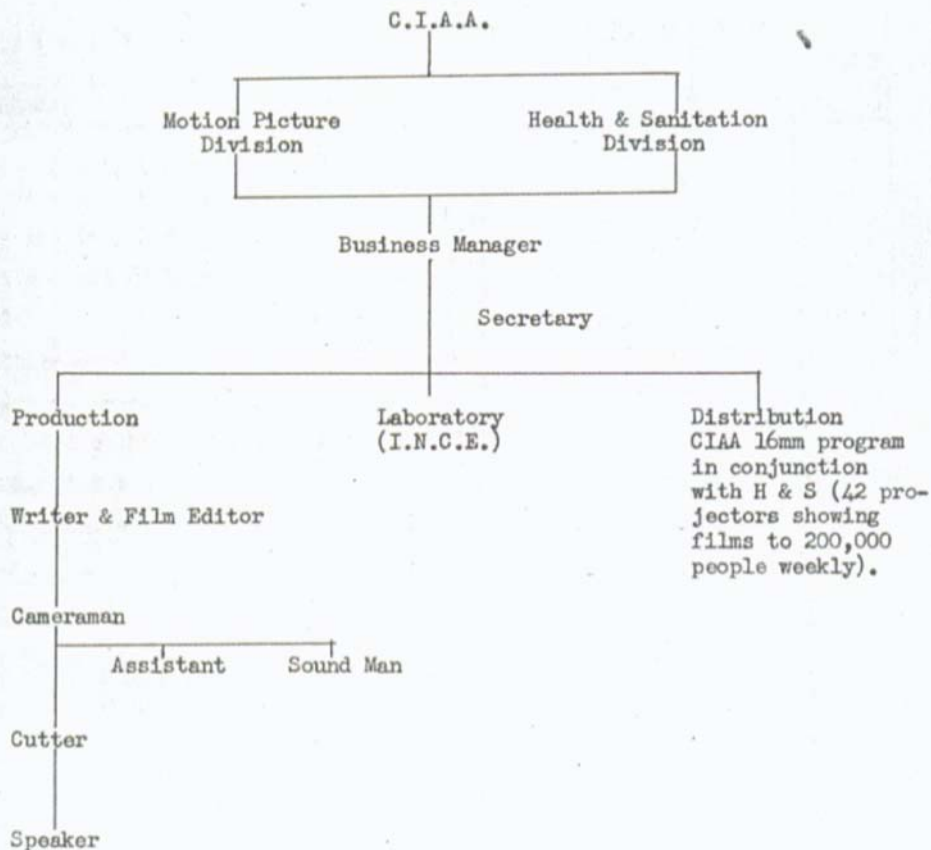 C.I.A.A.
Motion Picture
Division
Health & Sanitation
Division
Business Manager
Secretary
Production
Laboratory
(I.N.C.E.)
Distribution
CIAA 16mm program
in conjunction
with H & S (42 pro-
jectors showing
films to 200,000
people weekly).
Writer & Film Editor
Cameraman
Assistant
Sound Man
Cutter
Speaker